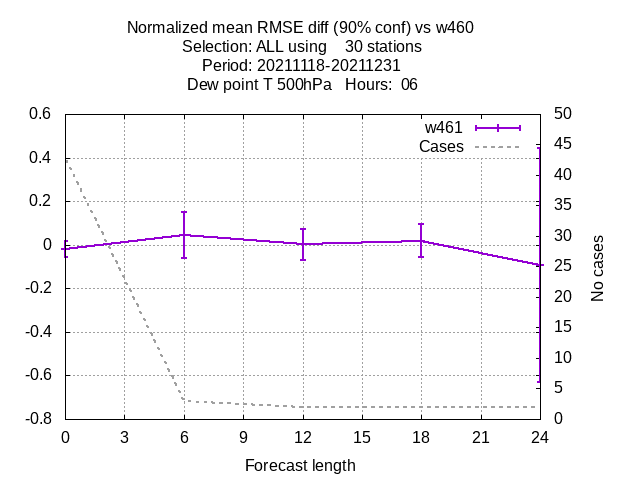 Normalized mean RMSE diff (90% conf) vs w460
Selection: ALL using    30 stations
Period: 20211118-20211231
Dew point T 500hPa   Hours:  06
w461
Cases
0.6
0.4
0.2
0
-0.2
-0.4
-0.6
-0.8
50
45
40
35
30
25
20
15
10
5
0
No cases
0 3 6 9 12 15 18 21 24
Forecast length